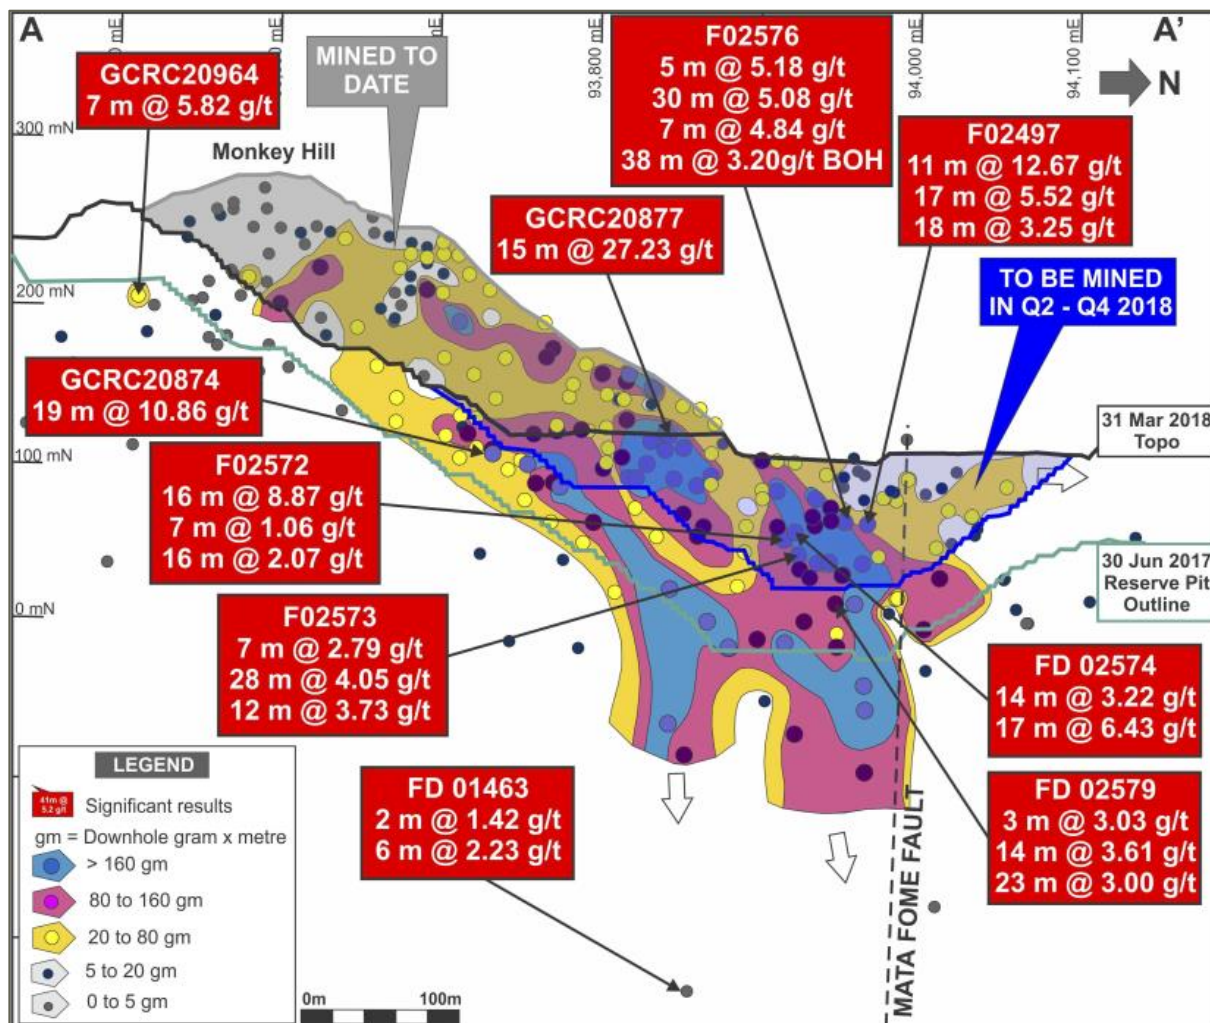 A
A'
N
93,800 mE
94,000 mE
94,100 mE
mE
mE
300 mN
200 mN
100 mN
0 mN
GCRC20964
7 m @ 5.82 g/t
MINED TO
DATE
Monkey Hill
F02576
5 m @ 5.18 g/t
30 m @ 5.08 g/t
7 m @ 4.84 g/t
38 m @ 3.20g/t BOH
F02497
11 m @ 12.67 g/t
17 m @ 5.52 g/t
18 m @ 3.25 g/t
GCRC20877
15 m @ 27.23 g/t
TO BE MINED
IN Q2 - Q4 2018
GCRC20874
19 m @ 10.86 g/t
31 Mar 2018
Topo
F02572
16 m @ 8.87 g/t
7 m @ 1.06 g/t
16 m @ 2.07 g/t
30 Jun 2017
Reserve Pit
Outline
F02573
7 m @ 2.79 g/t
28 m @ 4.05 g/t
12 m @ 3.73 g/t
FD 02574
14 m @ 3.22 g/t
17 m @ 6.43 g/t
FD 01463
2 m @ 1.42 g/t
6 m @ 2.23 g/t
FD 02579
3 m @ 3.03 g/t
14 m @ 3.61 g/t
23 m @ 3.00 g/t
MATA FOME FAULT
LEGEND
41m @
5.2 g/t
Significant results
gm = Downhole gram x metre
> 160 gm
80 to 160 gm
20 to 80 gm
5 to 20 gm
0 to 5 gm
0m
100m